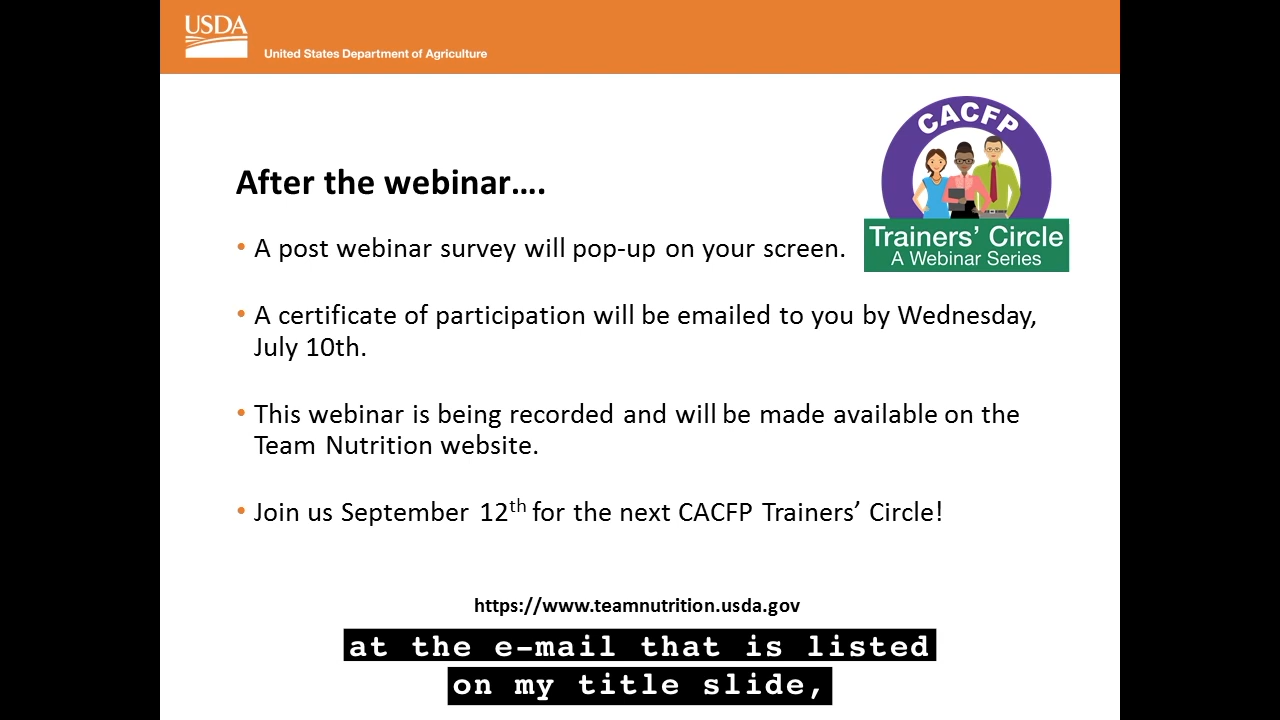 USDA
United States Department of Agriculture
CACFP
Trainers' Circle
A Webinar Series
After the webinar....
• A post webinar survey will pop-up on your screen.
• A certificate of participation will be emailed to you by Wednesday,
July 10th.
• This webinar is being recorded and will be made available on the
Team Nutrition website.
• Join us September 12th for the next CACFP Trainers’ Circle!
https://www.teamnutrition.usda.gov
at the e-mail that is listed
on my title slide,